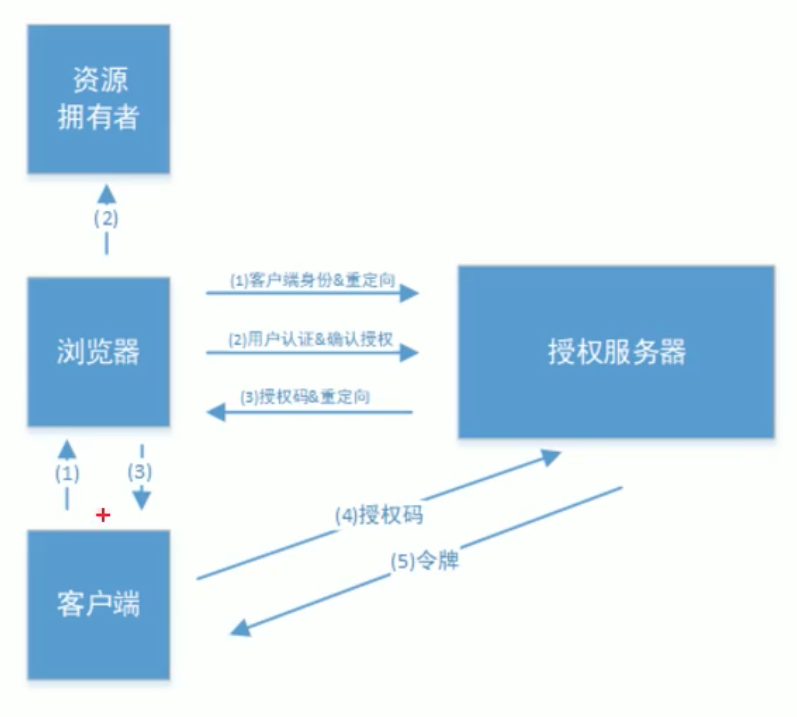 资源
拥有者
(2)
(1)客户端身份&重定向
(2)用户认证&确认授权
浏览器
授权服务器
(3)授权码&重定向
(1)
(3)
(4)授权码
(5)令牌
客户端